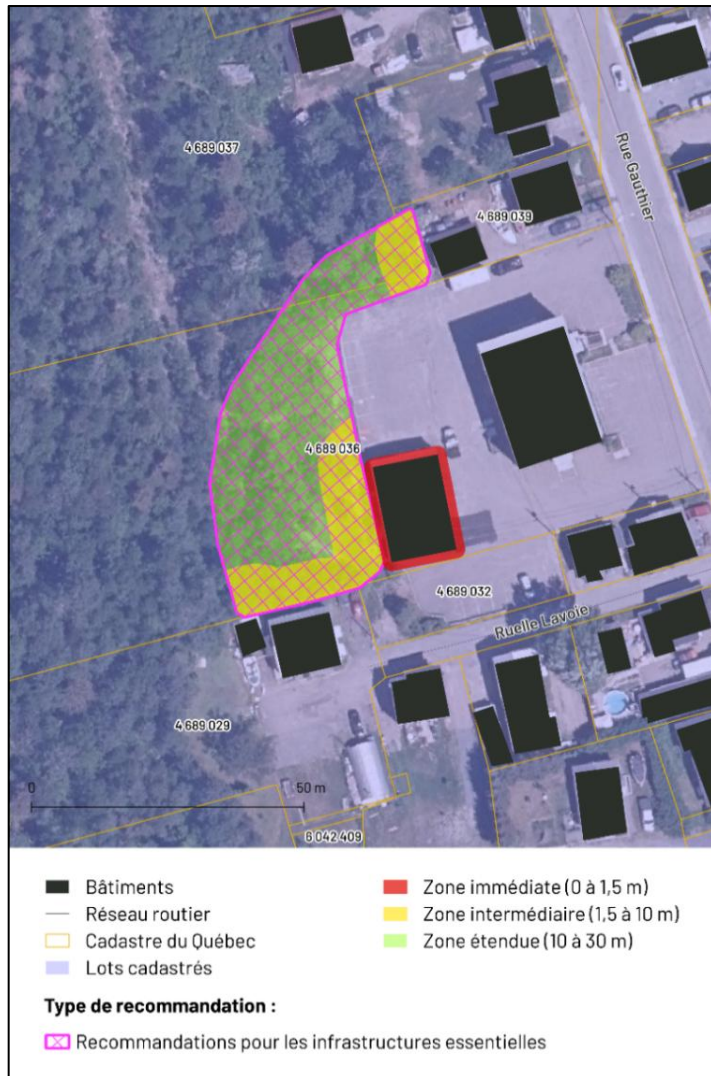 4 689 037
Rue Gauthier
4 689 039
4 689 036
4 689 032
Ruelle Lavoie
4 689 029
0 50 m
6 042 409
Bâtiments
Réseau routier
Cadastre du Québec
Lots cadastrés
Zone immédiate (0 à 1,5 m)
Zone intermédiaire (1,5 à 10 m)
Zone étendue (10 à 30 m)
Type de recommandation :
Recommandations pour les infrastructures essentielles